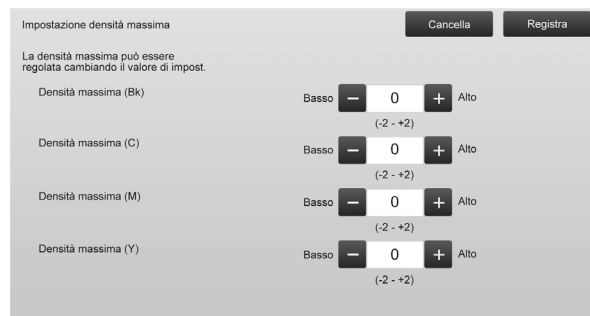 Impostazione densità massima
Cancella
Registra
La densità massima può essere
regolata cambiando il valore di impost.
Densità massima (Bk)
Basso − 0 + Alto
(-2 - +2)
Densità massima (C)
Basso − 0 + Alto
(-2 - +2)
Densità massima (M)
Basso − 0 + Alto
(-2 - +2)
Densità massima (Y)
Basso − 0 + Alto
(-2 - +2)